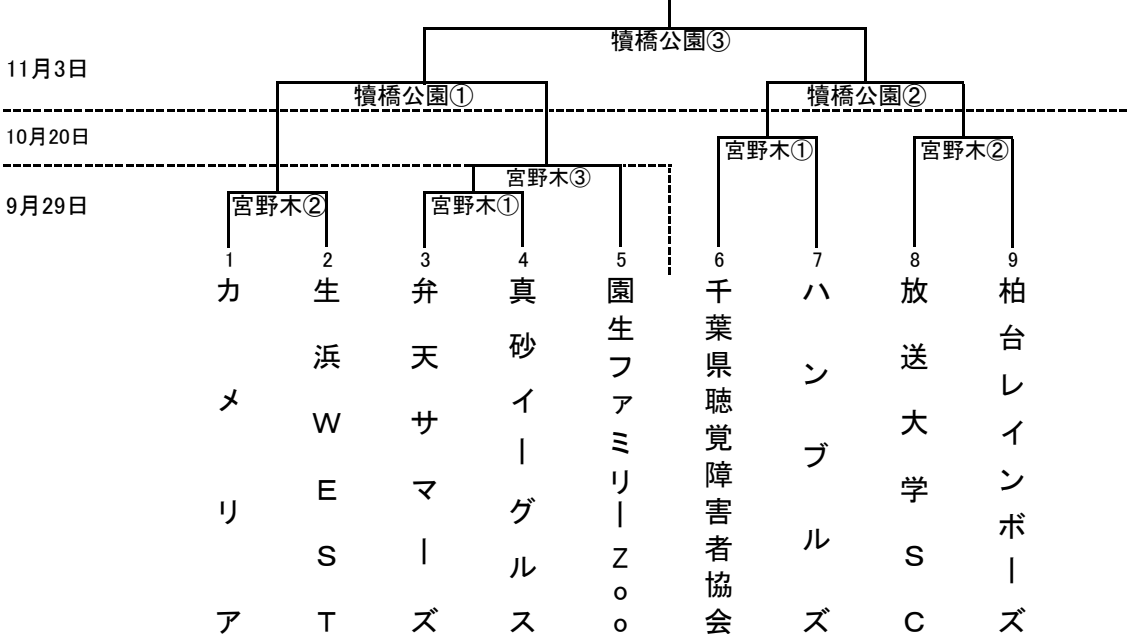 犢橋公園③
11月3日
犢橋公園①
犢橋公園②
10月20日
宮野木①
宮野木②
宮野木③
9月29日
宮野木②
宮野木①
1
2
3
4
5
6
7
8
9
カメリア
生浜WEST
弁天サマーズ
真砂イーグルス
園生ファミリーZoo
千葉県聴覚障害者協会
ハンブルズ
放送大学SC
柏台レインボーズ